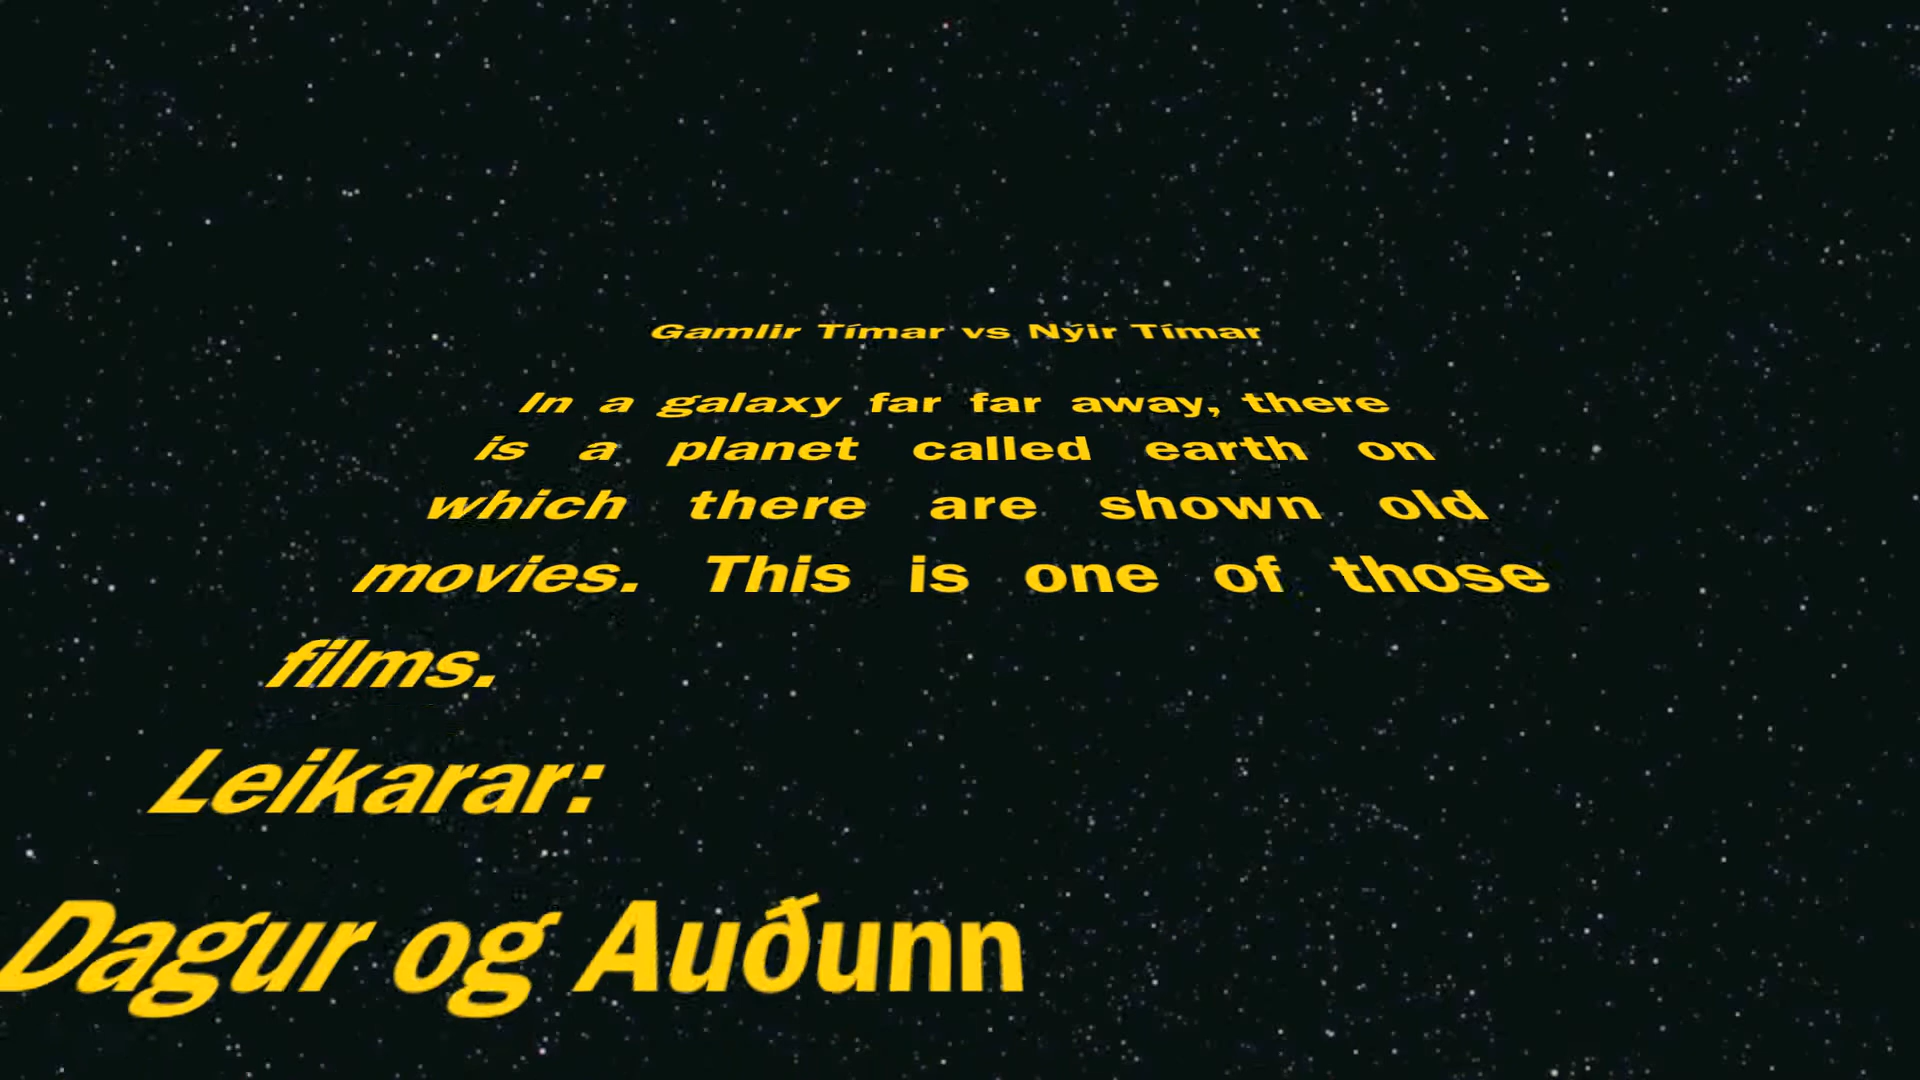 Gamlir Tímar vs Nýir Tímar
In a galaxy far far away, there
is a planet called earth on
which there are shown old
movies. This is one of those
films.
Leikarar:
Dagur og Auðunn